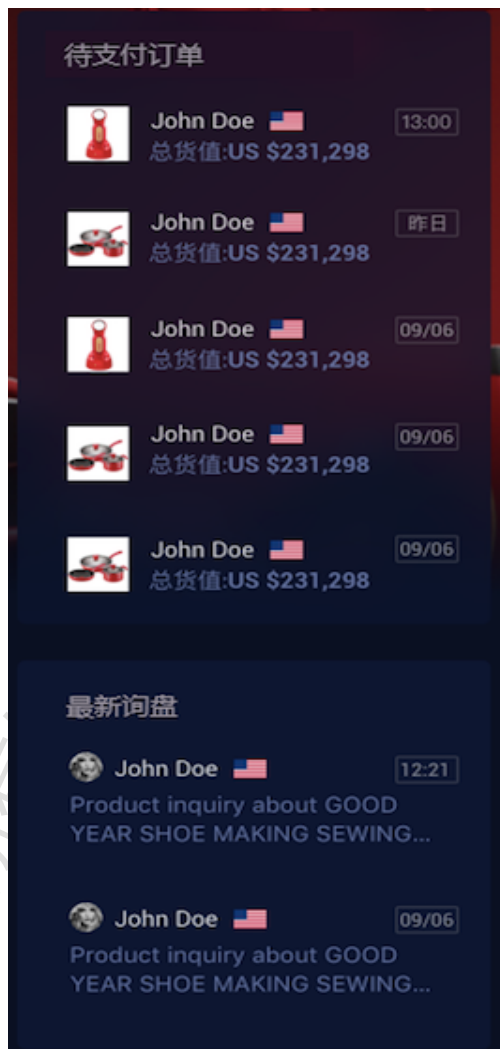 待支付订单
John Doe
13:00
总货值:US $231,298
John Doe
昨日
总货值:US $231,298
John Doe
09/06
总货值:US $231,298
John Doe
09/06
总货值:US $231,298
John Doe
09/06
总货值:US $231,298
最新询盘
John Doe
12:21
Product inquiry about GOOD
YEAR SHOE MAKING SEWING...
John Doe
09/06
Product inquiry about GOOD
YEAR SHOE MAKING SEWING...